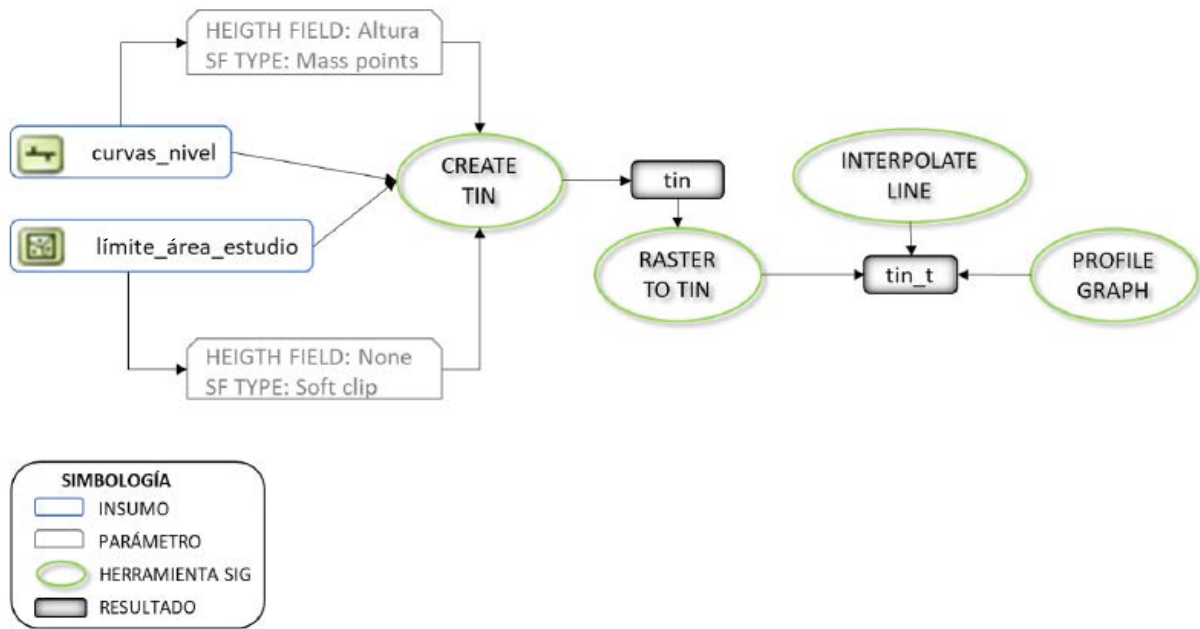 HEIGTH FIELD: Altura
SF TYPE: Mass points
curvas_nivel
límite_área_estudio
CREATE
TIN
HEIGTH FIELD: None
SF TYPE: Soft clip
tin
RASTER
TO TIN
INTERPOLATE
LINE
tin_t
PROFILE
GRAPH
SIMBOLOGÍA
INSUMO
PARÁMETRO
HERRAMIENTA SIG
RESULTADO